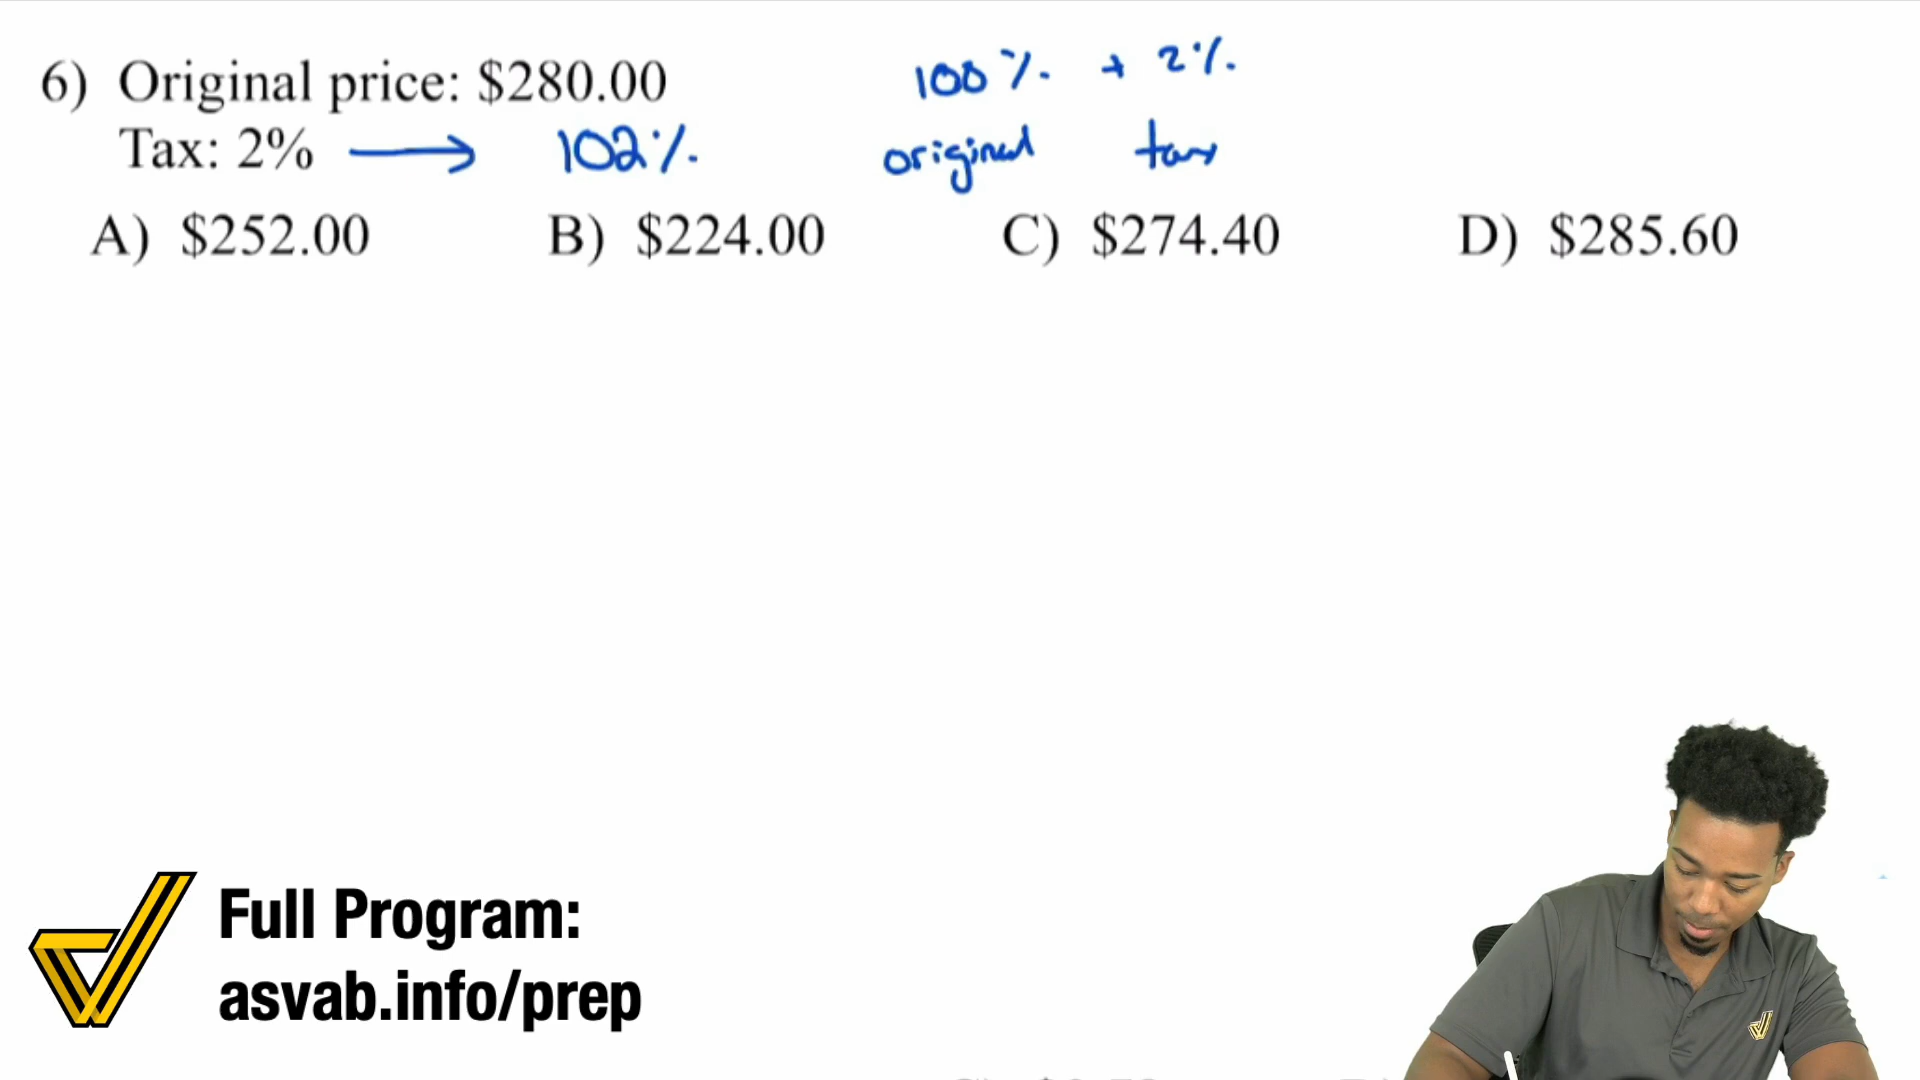 6) Original price: $280.00 100% + 2%
Tax: 2% → 102% original tax
A) $252.00 B) $224.00 C) $274.40 D) $285.60
Full Program:
asvab.info/prep